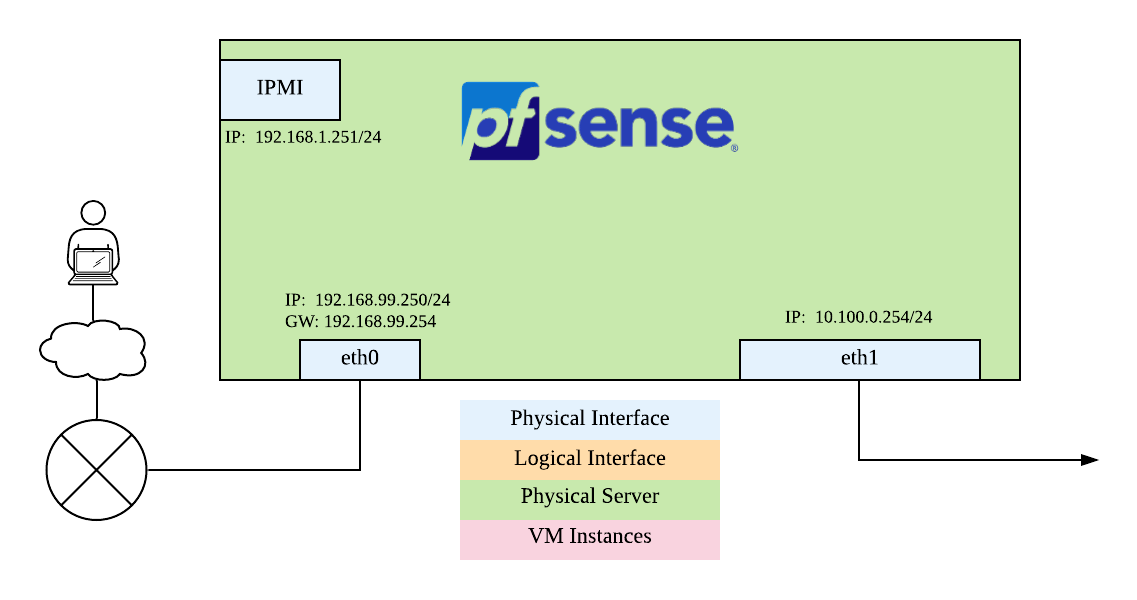 IPMI
IP: 192.168.1.251/24
pfsense®
IP: 192.168.99.250/24
GW: 192.168.99.254
eth0
IP: 10.100.0.254/24
eth1
Physical Interface
Logical Interface
Physical Server
VM Instances